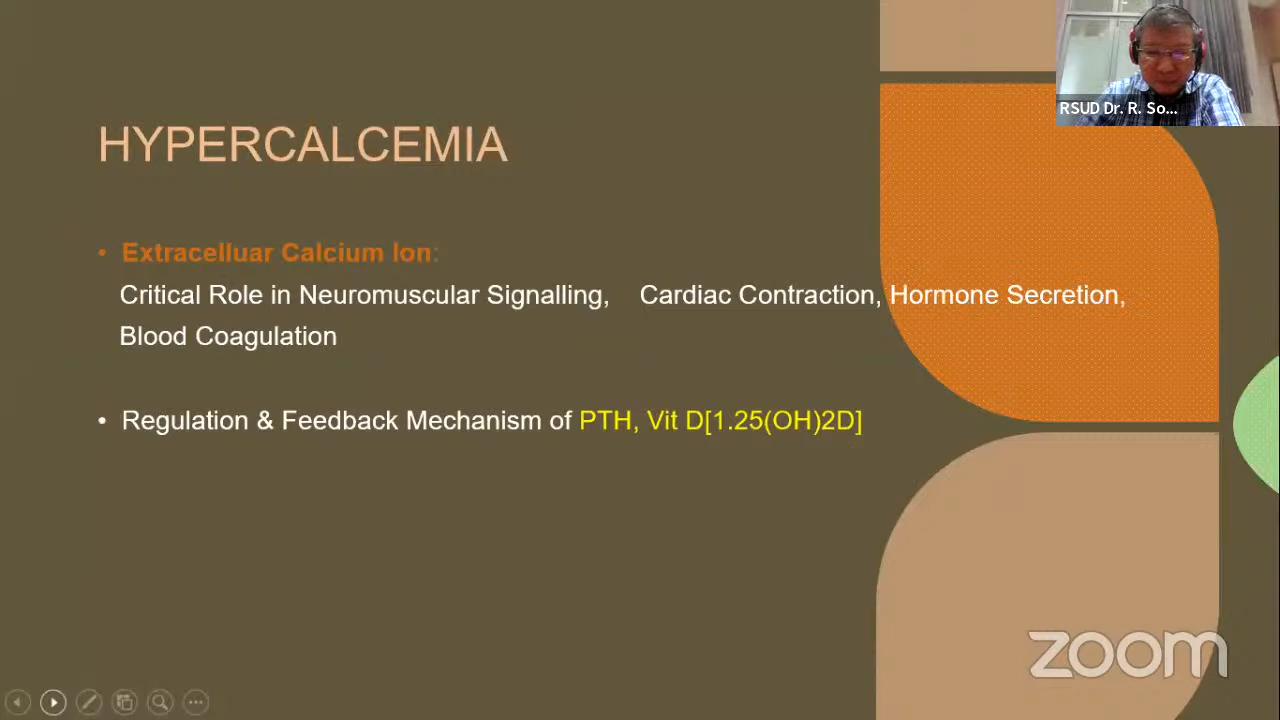 RSUD Dr. R. So...
HYPERCALCEMIA
• Extracelluar Calcium Ion:
Critical Role in Neuromuscular Signalling, Cardiac Contraction, Hormone Secretion,
Blood Coagulation
• Regulation & Feedback Mechanism of PTH, Vit D[1.25(OH)2D]
zoom